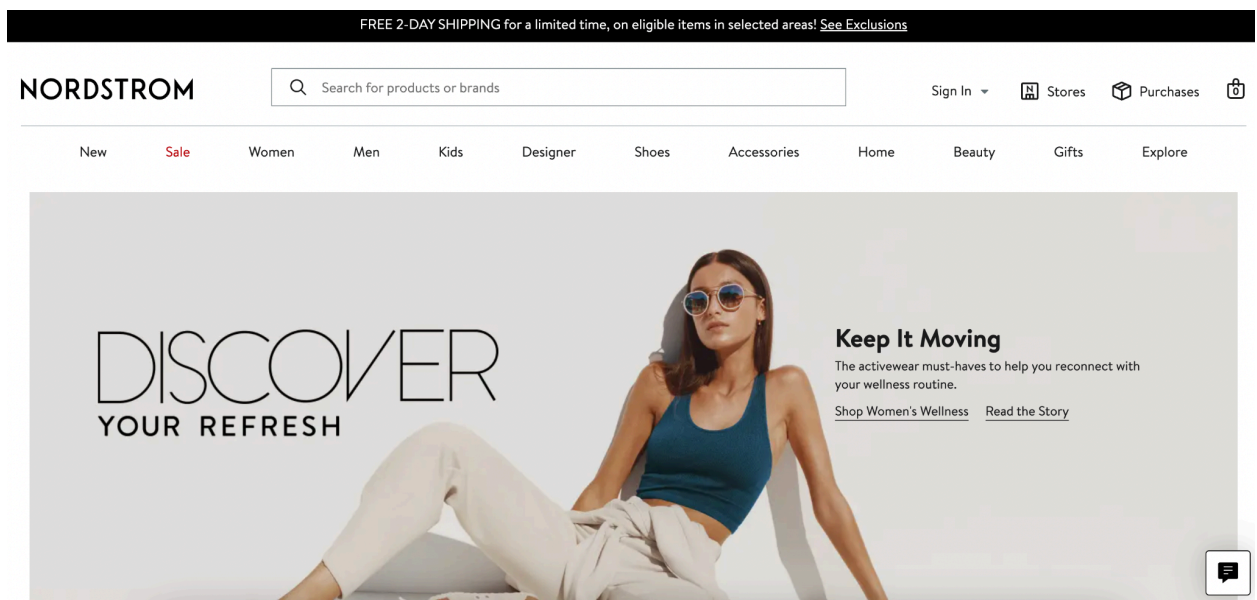 FREE 2-DAY SHIPPING for a limited time, on eligible items in selected areas! See Exclusions
NORDSTROM
Search for products or brands
Sign In
N
Stores
Purchases
0
New
Sale
Women
Men
Kids
Designer
Shoes
Accessories
Home
Beauty
Gifts
Explore
DISCOVER
YOUR REFRESH
Keep It Moving
The activewear must-haves to help you reconnect with
your wellness routine.
Shop Women's Wellness
Read the Story